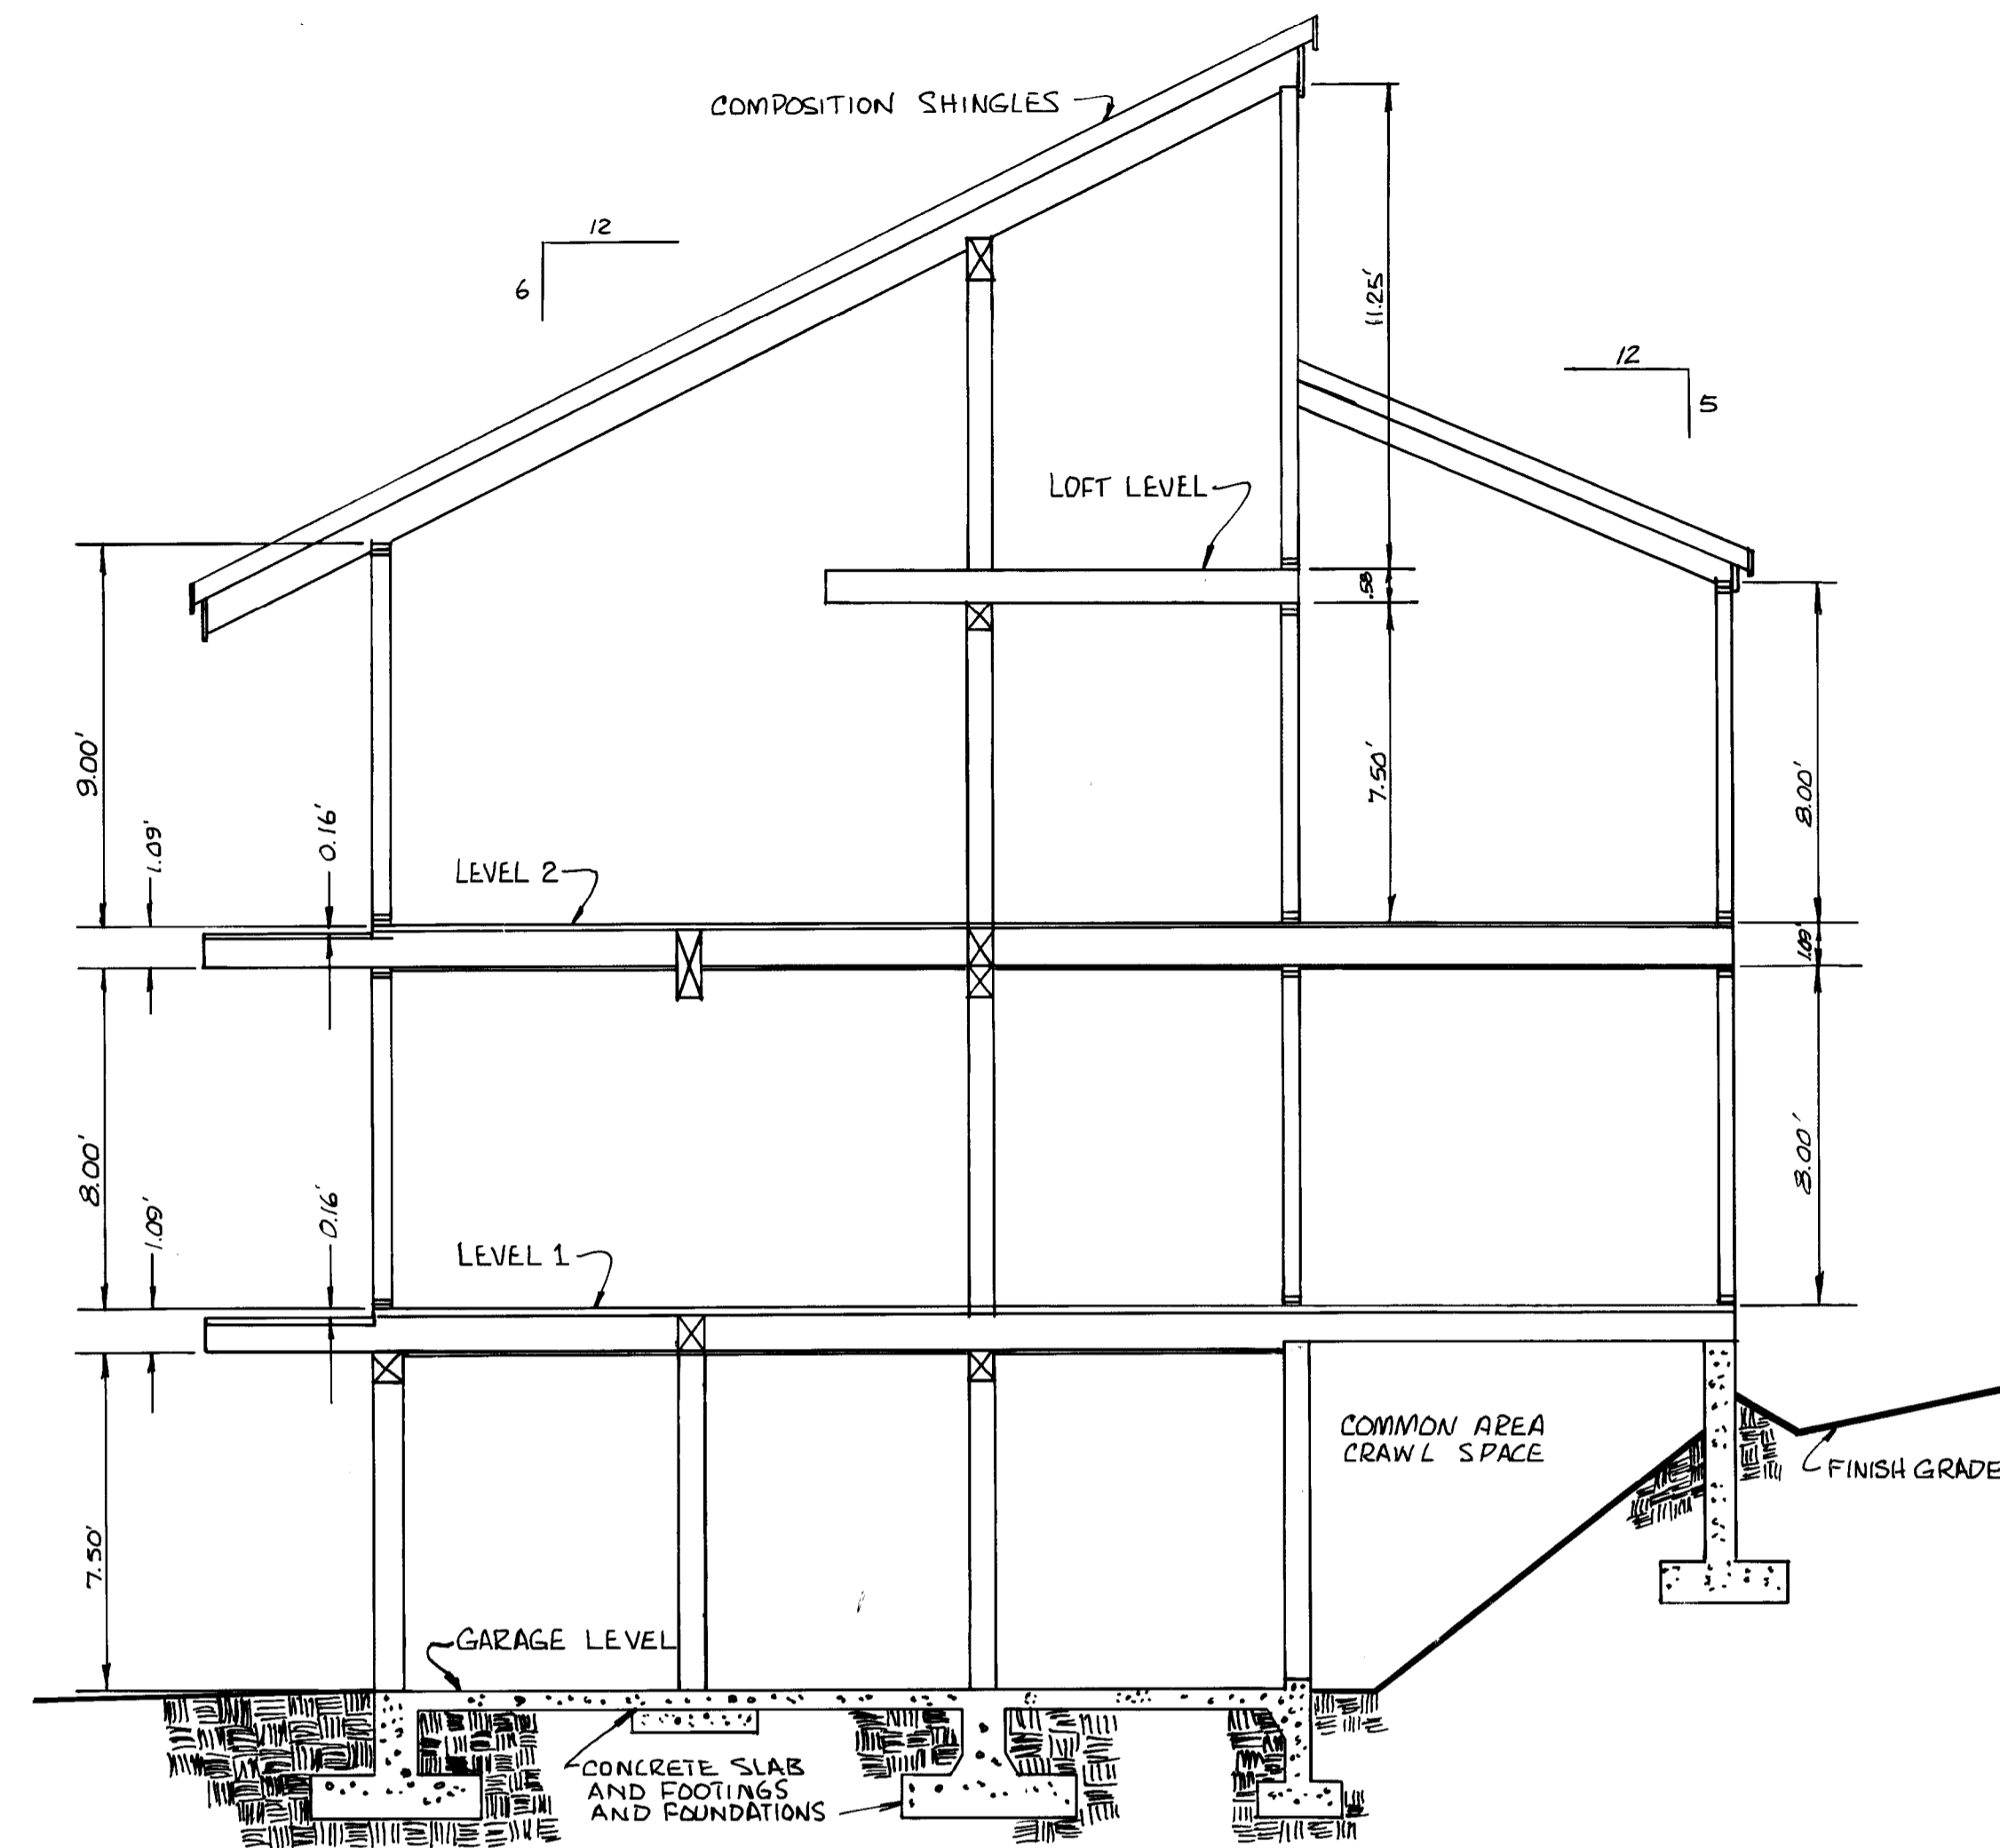 COMPOSITION SHINGLES
12
6
11.25'
12
5
LOFT LEVEL
.58
9.00'
7.50'
8.00'
1.09'
0.16'
LEVEL 2
1.09'
8.00'
8.00'
1.09'
0.16'
LEVEL 1
COMMON AREA
CRAWL SPACE
FINISH GRADE
7.50'
GARAGE LEVEL
CONCRETE SLAB
AND FOOTINGS
AND FOUNDATIONS